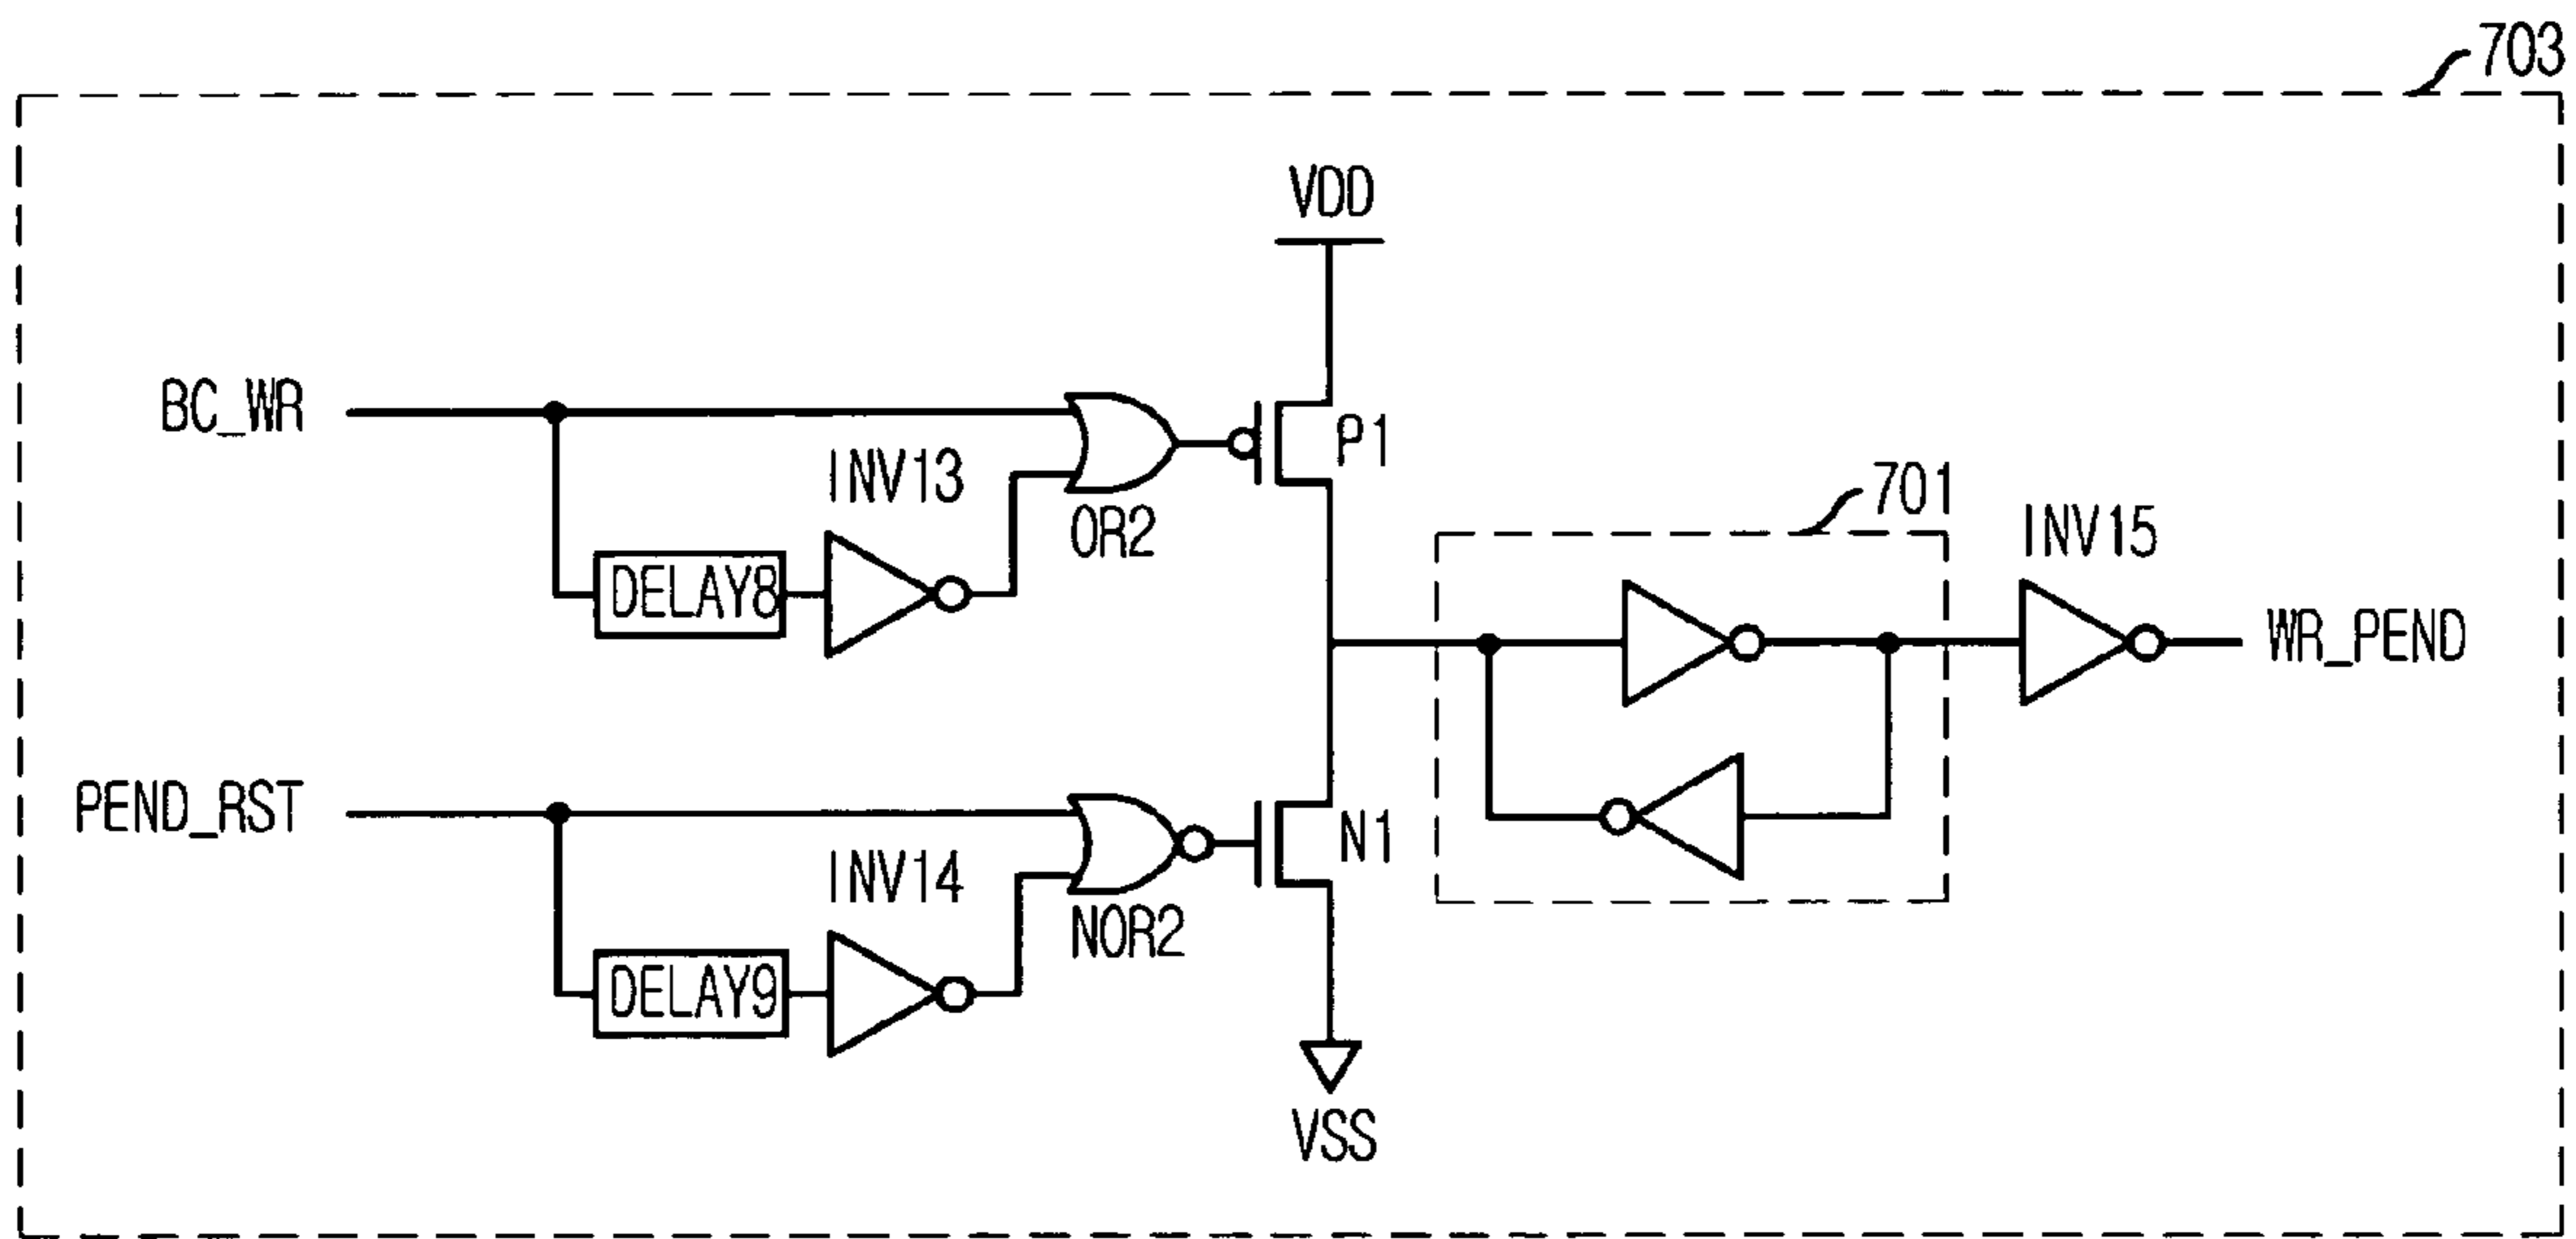 703
VDD
BC_WR
INV13
P1
OR2
701
INV15
DELAY8
WR_PEND
PEND_RST
INV14
N1
NOR2
DELAY9
VSS